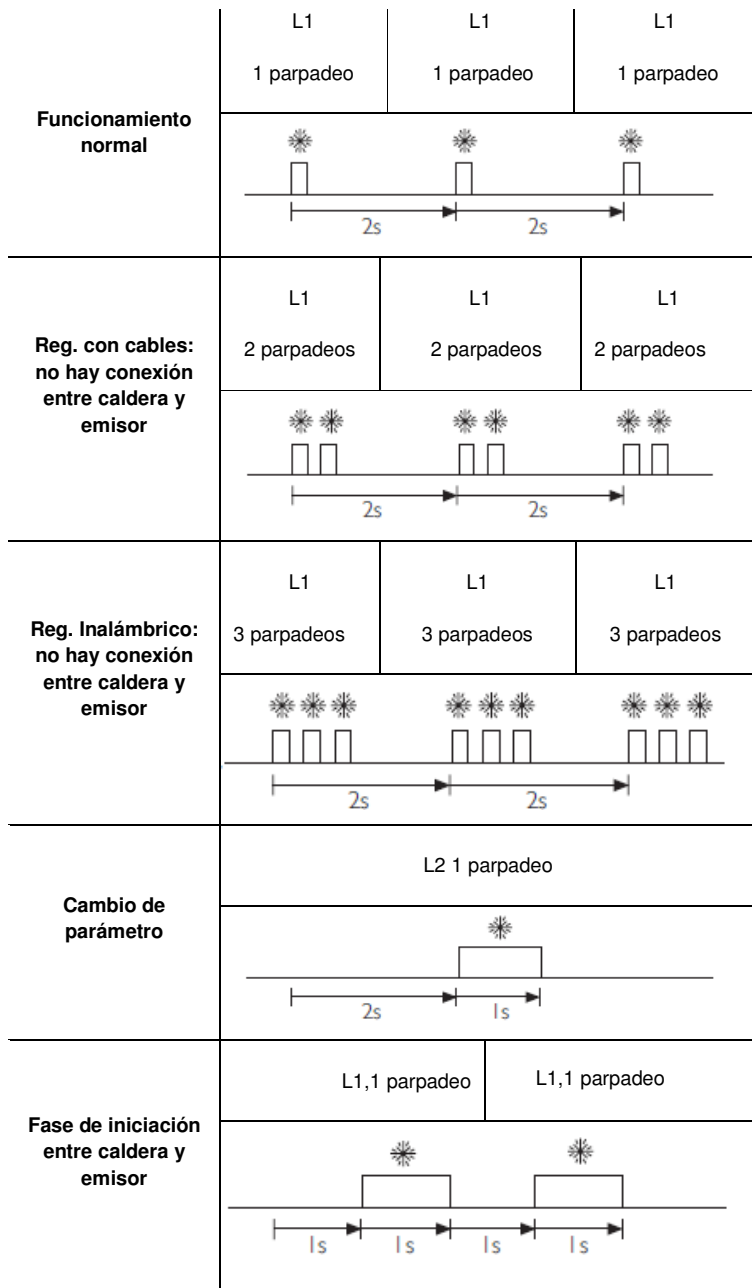 L1 L1 L1
1 parpadeo 1 parpadeo 1 parpadeo
Funcionamiento
normal
2s 2s
L1 L1 L1
2 parpadeos 2 parpadeos 2 parpadeos
Reg. con cables:
no hay conexión
entre caldera y
emisor
2s 2s
L1 L1 L1
3 parpadeos 3 parpadeos 3 parpadeos
Reg. Inalámbrico:
no hay conexión
entre caldera y
emisor
2s 2s
L2 1 parpadeo
Cambio de
parámetro
2s 1s
L1,1 parpadeo L1,1 parpadeo
Fase de iniciación
entre caldera y
emisor
1s 1s 1s 1s